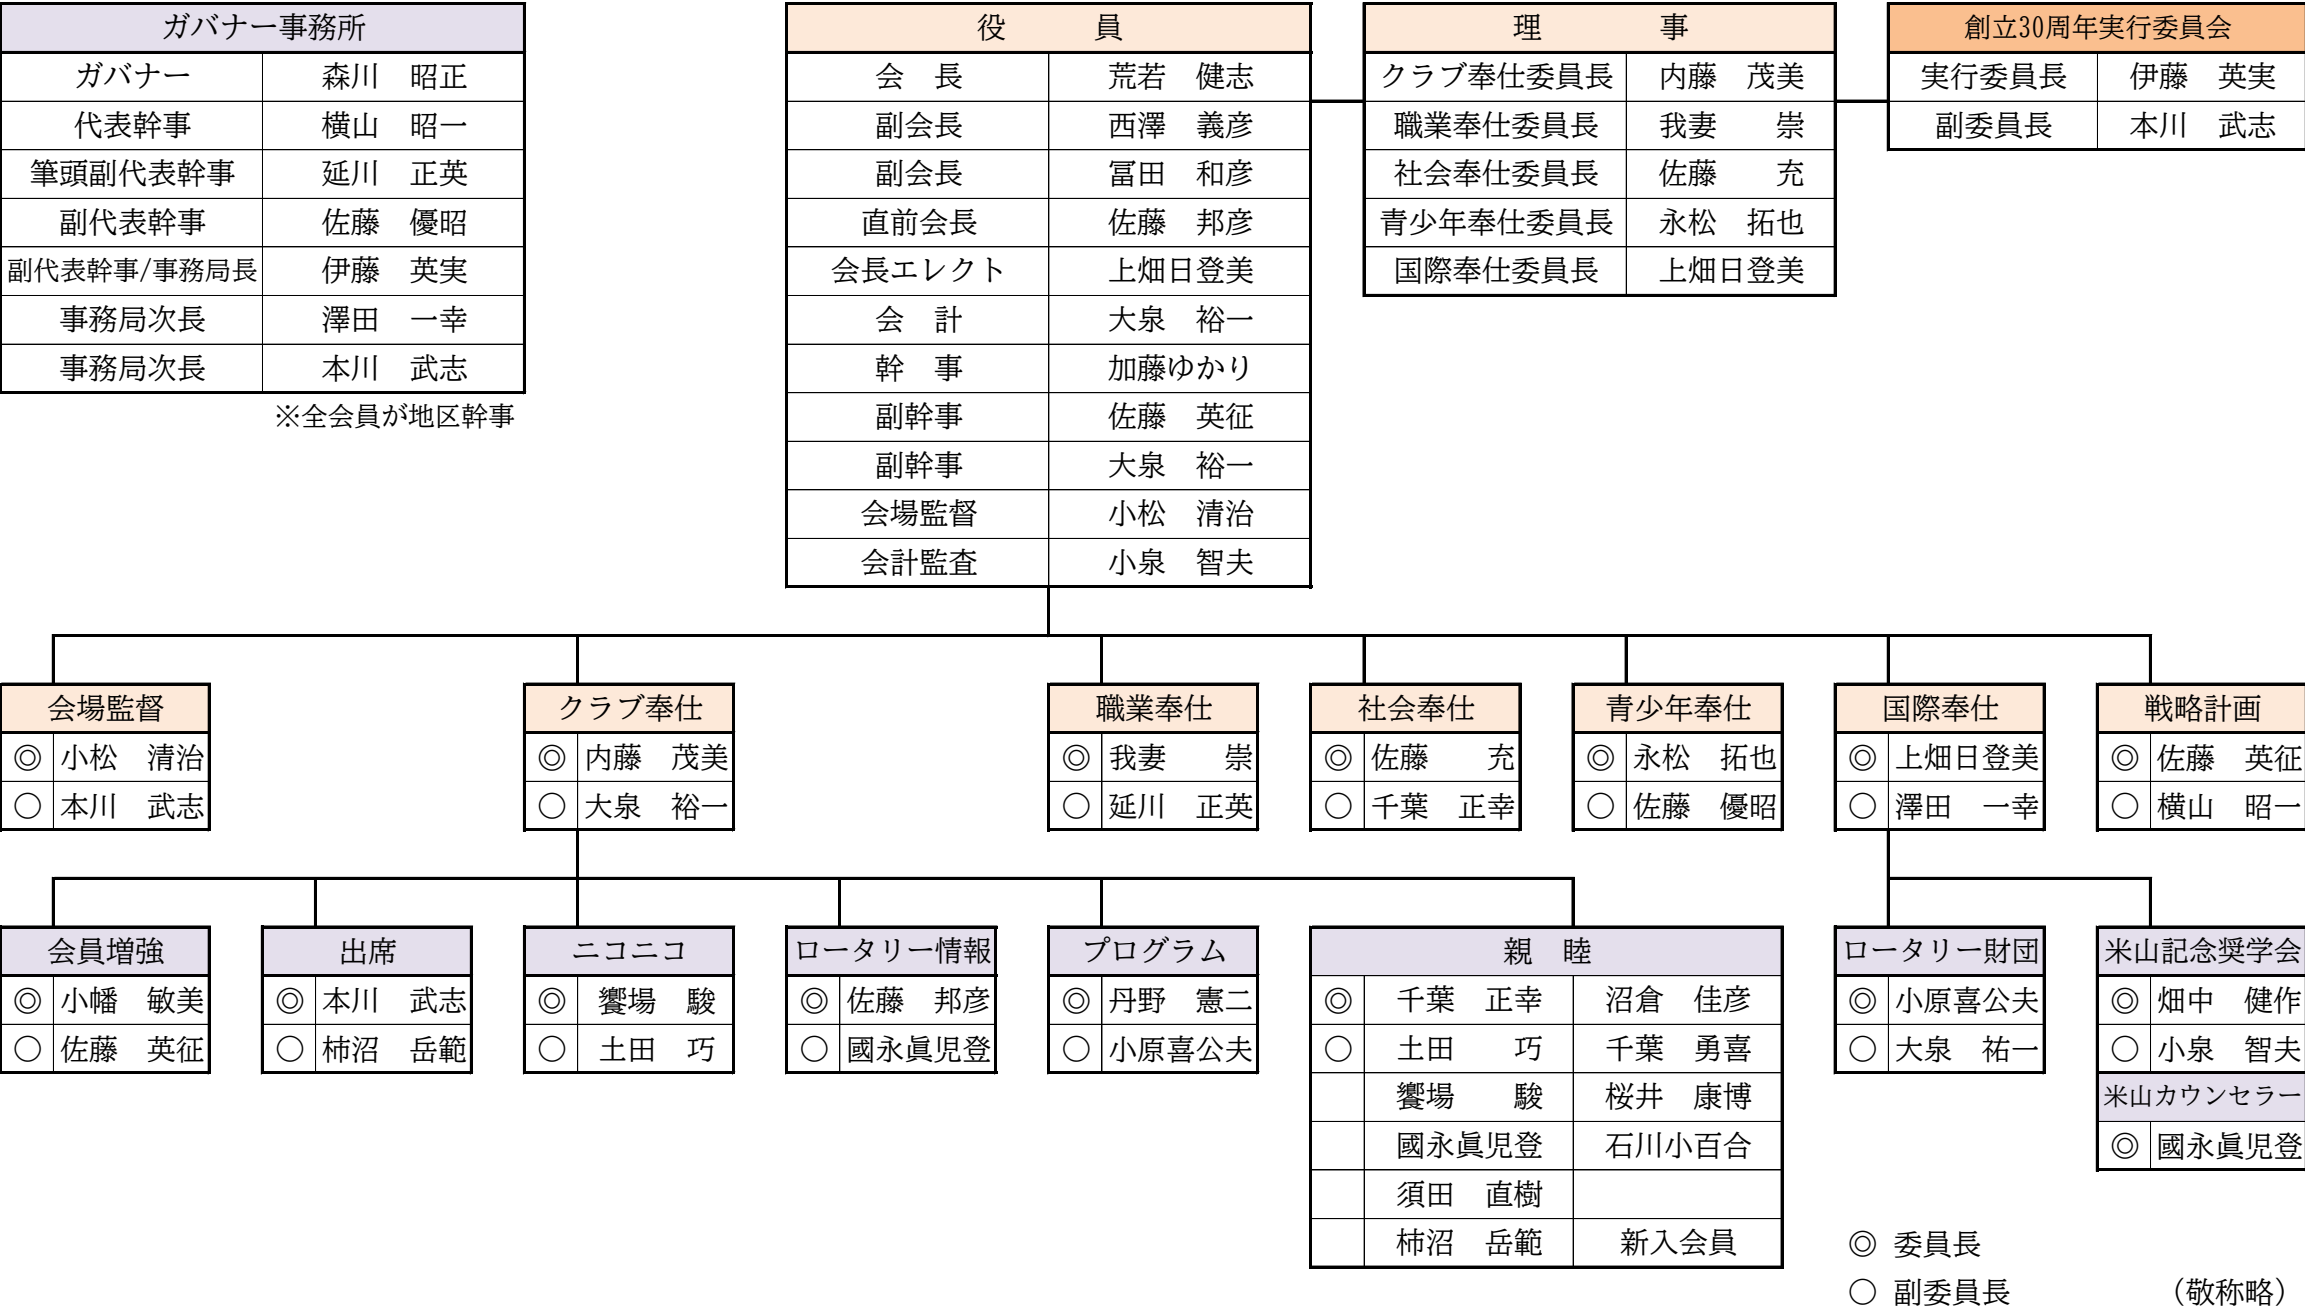 ガバナー事務所
ガバナー 森川 昭正
代表幹事 横山 昭一
筆頭副代表幹事 延川 正英
副代表幹事 佐藤 優昭
副代表幹事/事務局長 伊藤 英実
事務局次長 澤田 一幸
事務局次長 本川 武志
※全会員が地区幹事
役 員
会 長 荒若 健志
副会長 西澤 義彦
副会長 冨田 和彦
直前会長 佐藤 邦彦
会長エレクト 上畑日登美
会 計 大泉 裕一
幹 事 加藤ゆかり
副幹事 佐藤 英征
副幹事 大泉 裕一
会場監督 小松 清治
会計監査 小泉 智夫
理 事
クラブ奉仕委員長 内藤 茂美
職業奉仕委員長 我妻 崇
社会奉仕委員長 佐藤 充
青少年奉仕委員長 永松 拓也
国際奉仕委員長 上畑日登美
創立30周年実行委員会
実行委員長 伊藤 英実
副委員長 本川 武志
会場監督
◎ 小松 清治
○ 本川 武志
クラブ奉仕
◎ 内藤 茂美
○ 大泉 裕一
職業奉仕
◎ 我妻 崇
○ 延川 正英
社会奉仕
◎ 佐藤 充
○ 千葉 正幸
青少年奉仕
◎ 永松 拓也
○ 佐藤 優昭
国際奉仕
◎ 上畑日登美
○ 澤田 一幸
戦略計画
◎ 佐藤 英征
○ 横山 昭一
会員増強
◎ 小幡 敏美
○ 佐藤 英征
出席
◎ 本川 武志
○ 柿沼 岳範
ニコニコ
◎ 饗場 駿
○ 土田 巧
ロータリー情報
◎ 佐藤 邦彦
○ 國永眞児登
プログラム
◎ 丹野 憲二
○ 小原喜公夫
親 睦
◎ 千葉 正幸 沼倉 佳彦
○ 土田 巧 千葉 勇喜
饗場 駿 桜井 康博
國永眞児登 石川小百合
須田 直樹
柿沼 岳範 新入会員
ロータリー財団
◎ 小原喜公夫
○ 大泉 祐一
米山記念奨学会
◎ 畑中 健作
○ 小泉 智夫
米山カウンセラー
◎ 國永眞児登
◎ 委員長
○ 副委員長 （敬称略）